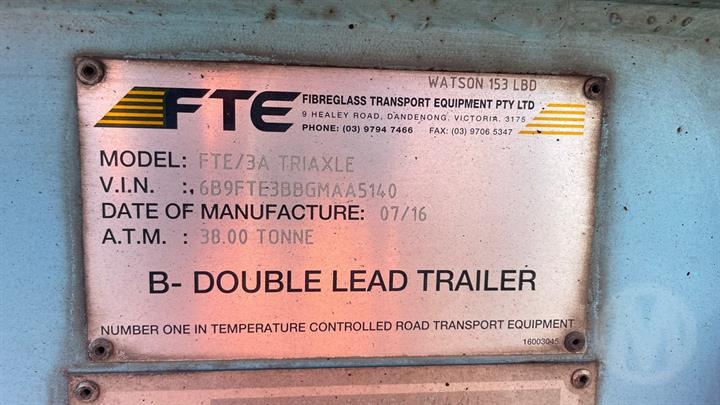 WATSON 153 LBD
FTE
FIBREGLASS TRANSPORT EQUIPMENT PTY LTD
9 HEALEY ROAD, DANDENONG, VICTORIA. 3175
PHONE: (03) 9794 7466 FAX: (03) 9706 5347
MODEL: FTE/3A TRIAXLE
V.I.N. : 6B9FTE3BBGMAA5140
DATE OF MANUFACTURE: 07/16
A.T.M. : 38.00 TONNE
B- DOUBLE LEAD TRAILER
NUMBER ONE IN TEMPERATURE CONTROLLED ROAD TRANSPORT EQUIPMENT
16003045